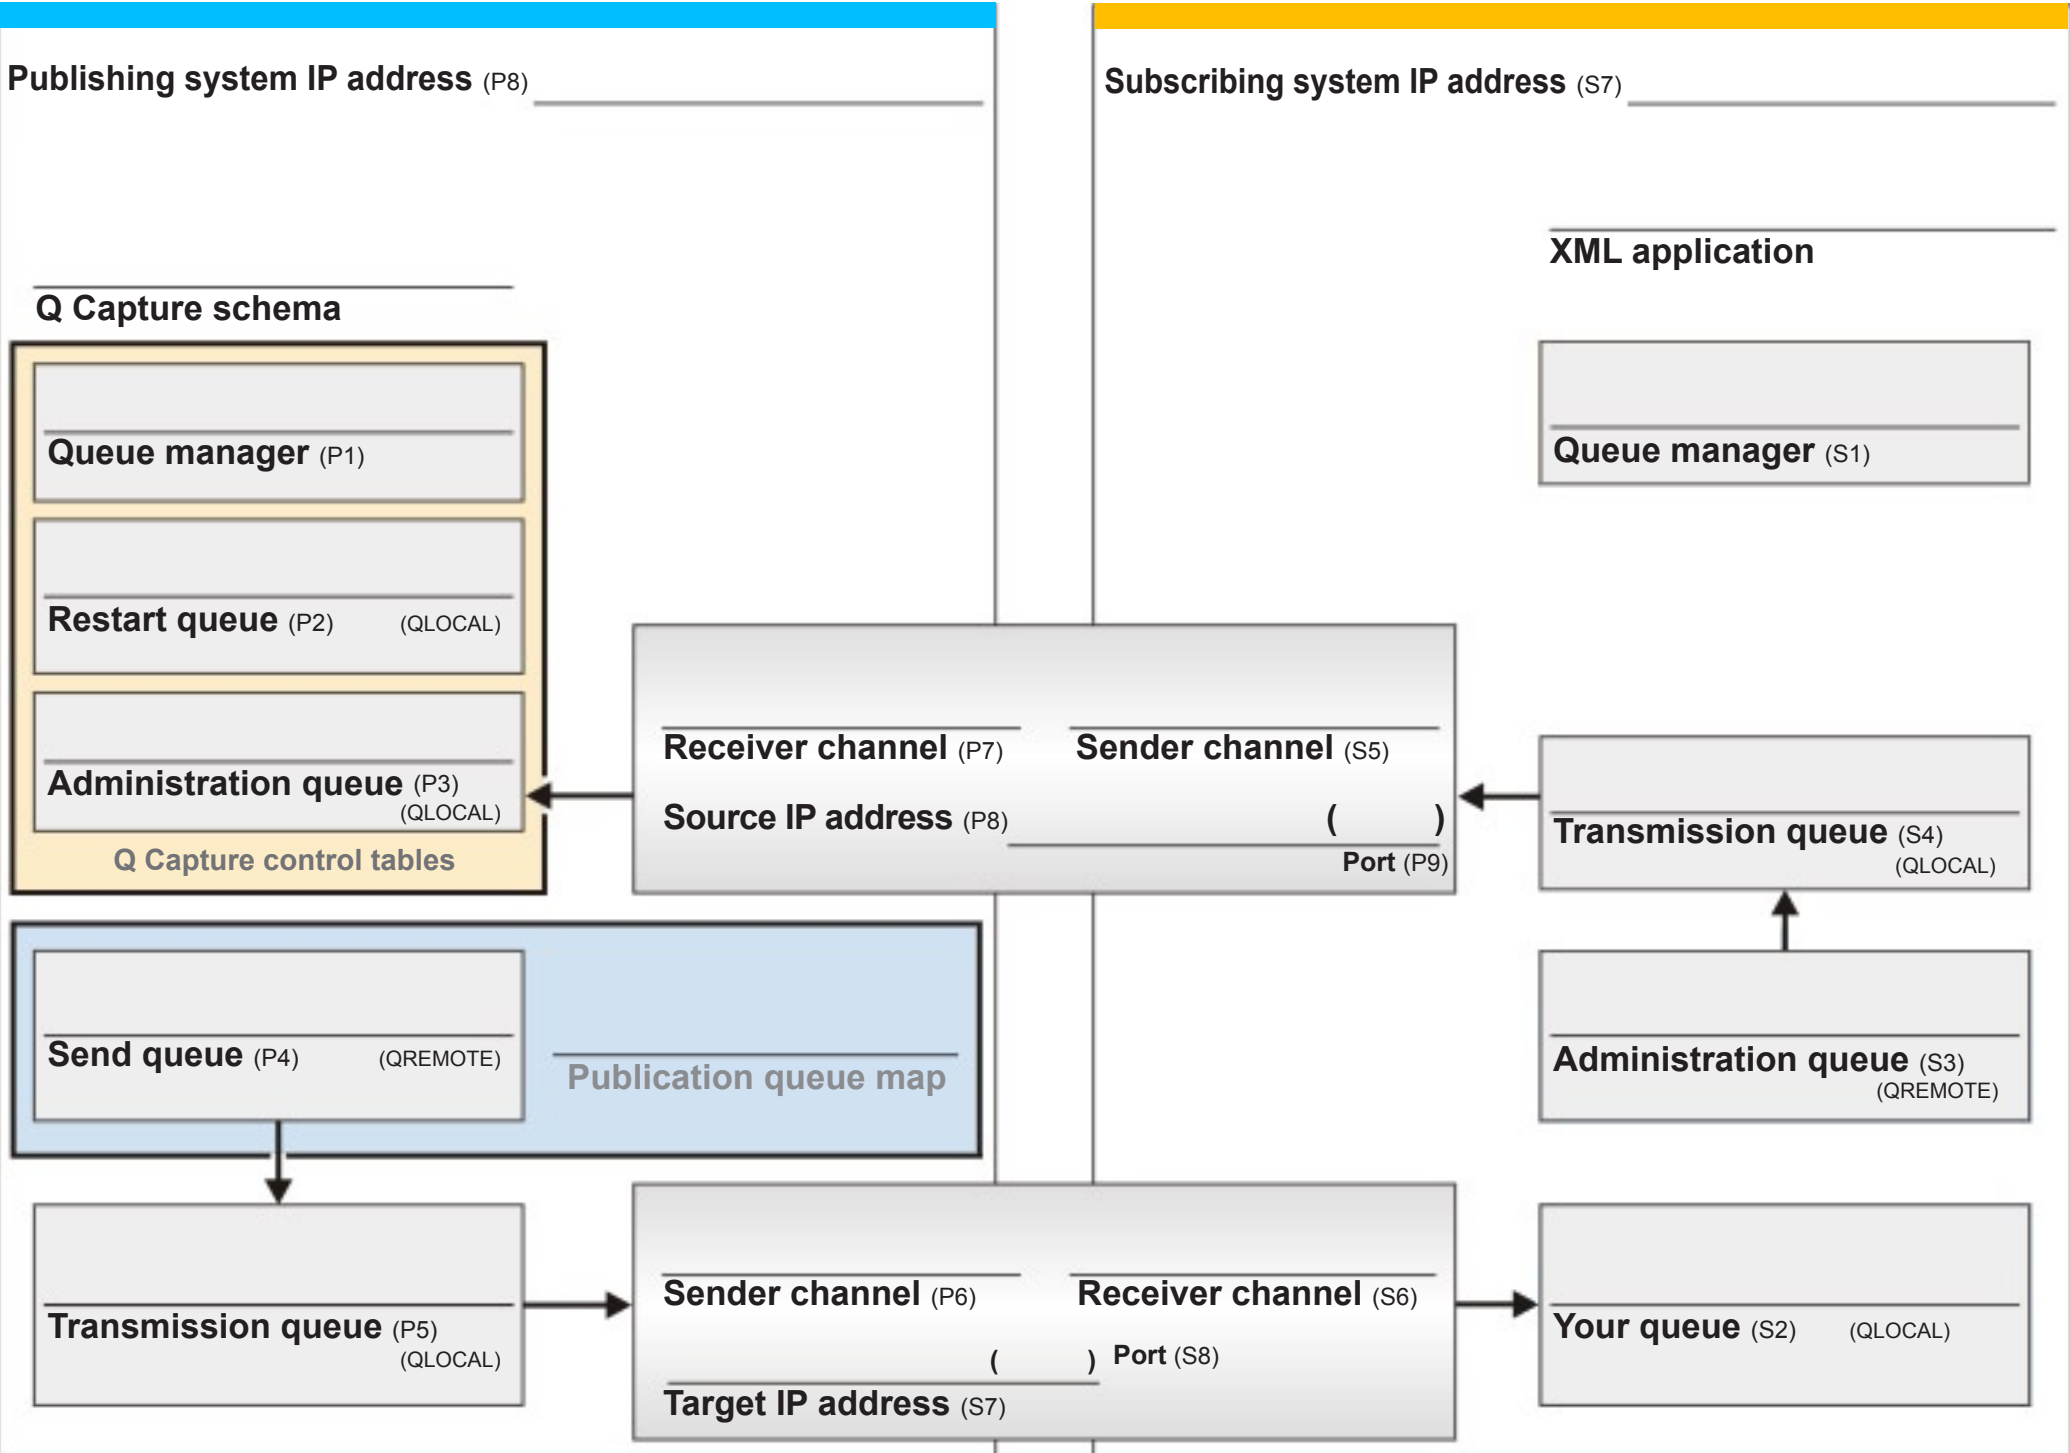 Publishing system IP address (P8)
Subscribing system IP address (S7)
XML application
Q Capture schema
Queue manager (P1)
Queue manager (S1)
Restart queue (P2) (QLOCAL)
Receiver channel (P7) Sender channel (S5)
Administration queue (P3)
(QLOCAL)
Source IP address (P8) ( )
Port (P9)
Transmission queue (S4)
(QLOCAL)
Q Capture control tables
Send queue (P4) (QREMOTE)
Publication queue map
Administration queue (S3)
(QREMOTE)
Sender channel (P6) Receiver channel (S6)
Transmission queue (P5)
(QLOCAL)
Your queue (S2) (QLOCAL)
( ) Port (S8)
Target IP address (S7)